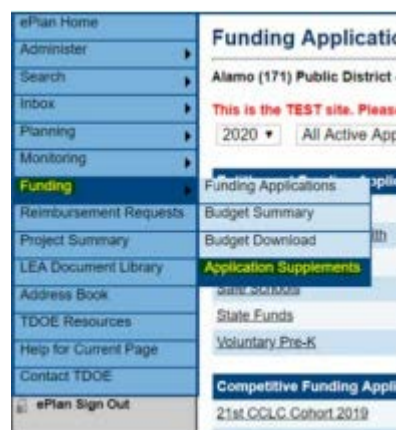 ePlan Home
Administer
Search
Inbox
Planning
Monitoring
Funding
Reimbursement Requests
Project Summary
LEA Document Library
Address Book
TDOE Resources
Help for Current Page
Contact TDOE
ePlan Sign Out
Funding Applications
Budget Summary
Budget Download
Application Supplements
Funding Applicatio
Alamo (171) Public District
This is the TEST site. Pleas
2020 All Active App
Safe Schools
State Funds
Voluntary Pre-K
Competitive Funding Appli
21st CCLC Cohort 2019